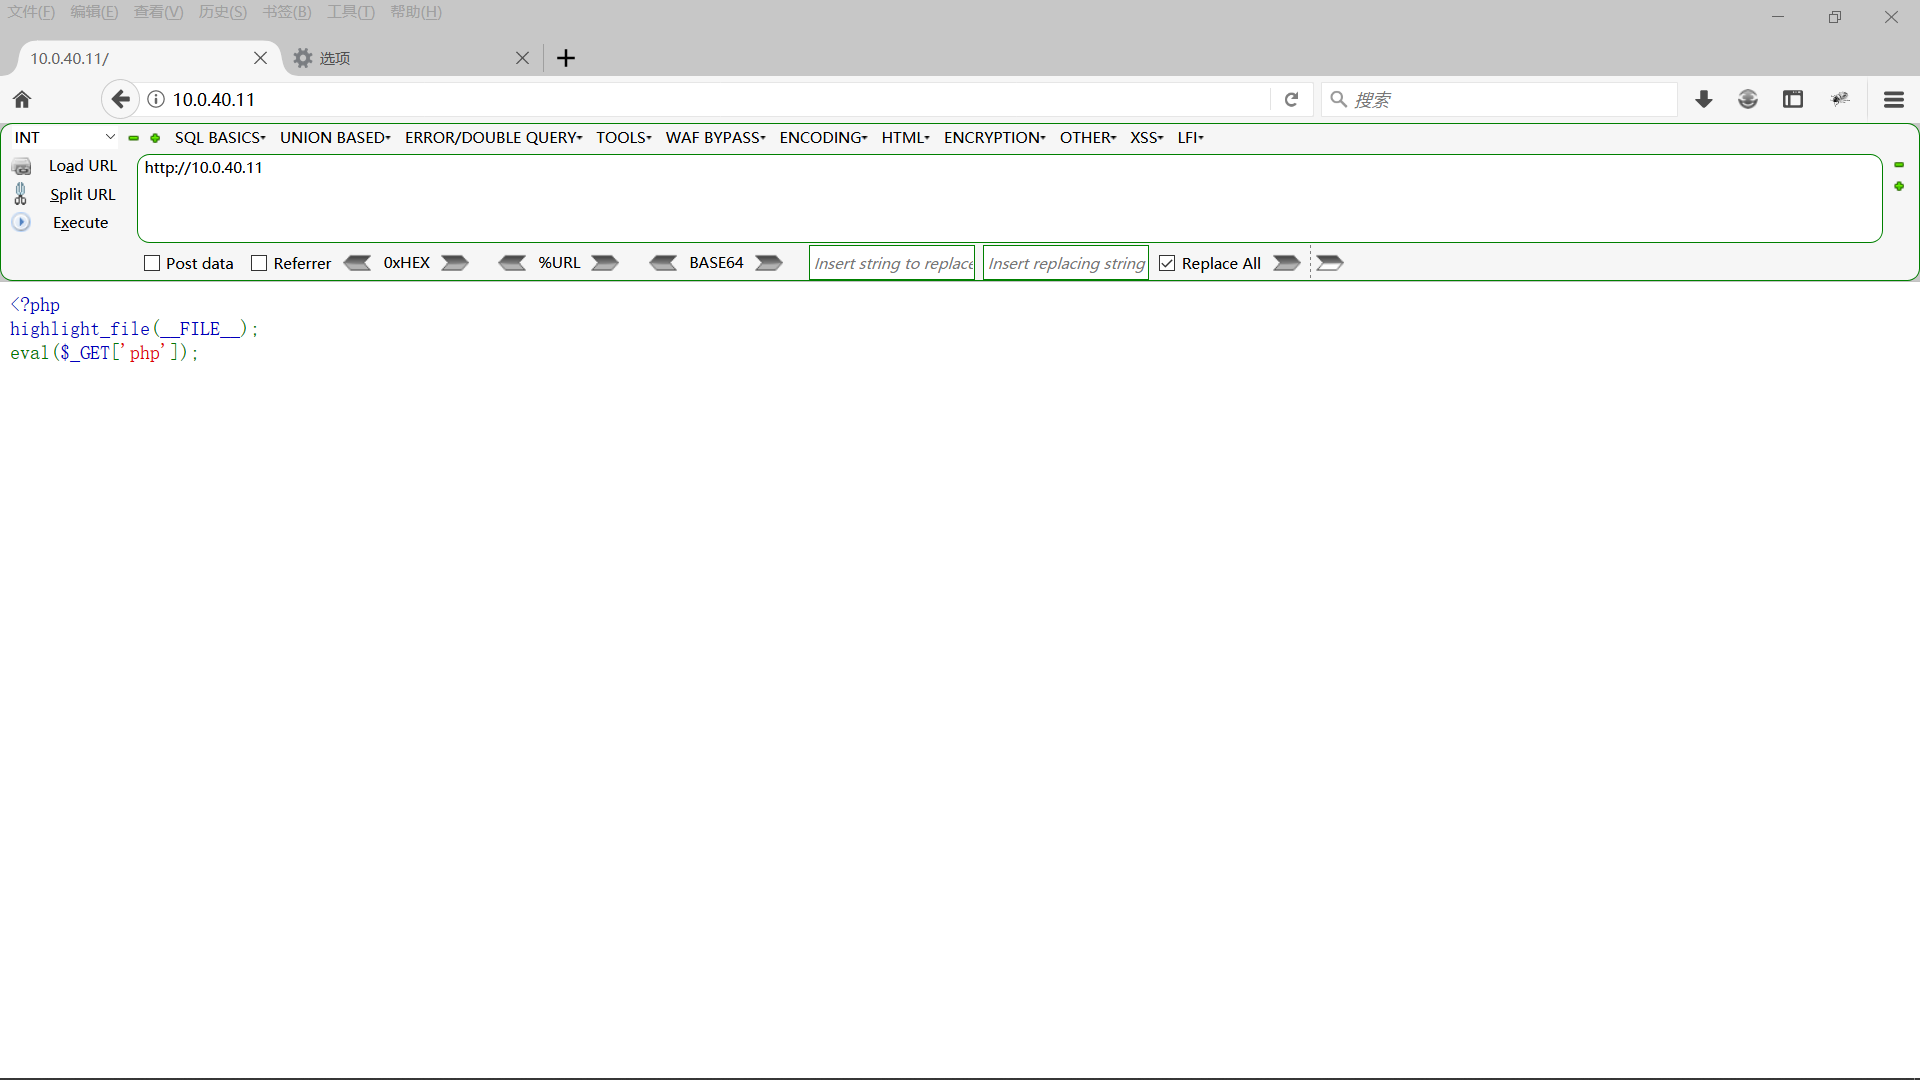 文件(F) 编辑(E) 查看(V) 历史(S) 书签(B) 工具(T) 帮助(H)
10.0.40.11/ 选项
10.0.40.11 搜索
INT SQL BASICS UNION BASED ERROR/DOUBLE QUERY TOOLS WAF BYPASS ENCODING HTML ENCRYPTION OTHER XSS LFI
Load URL http://10.0.40.11
Split URL
Execute
Post data Referrer 0xHEX %URL BASE64 Insert string to replace Insert replacing string Replace All
<?php
highlight_file(__FILE__);
eval($_GET['php']);